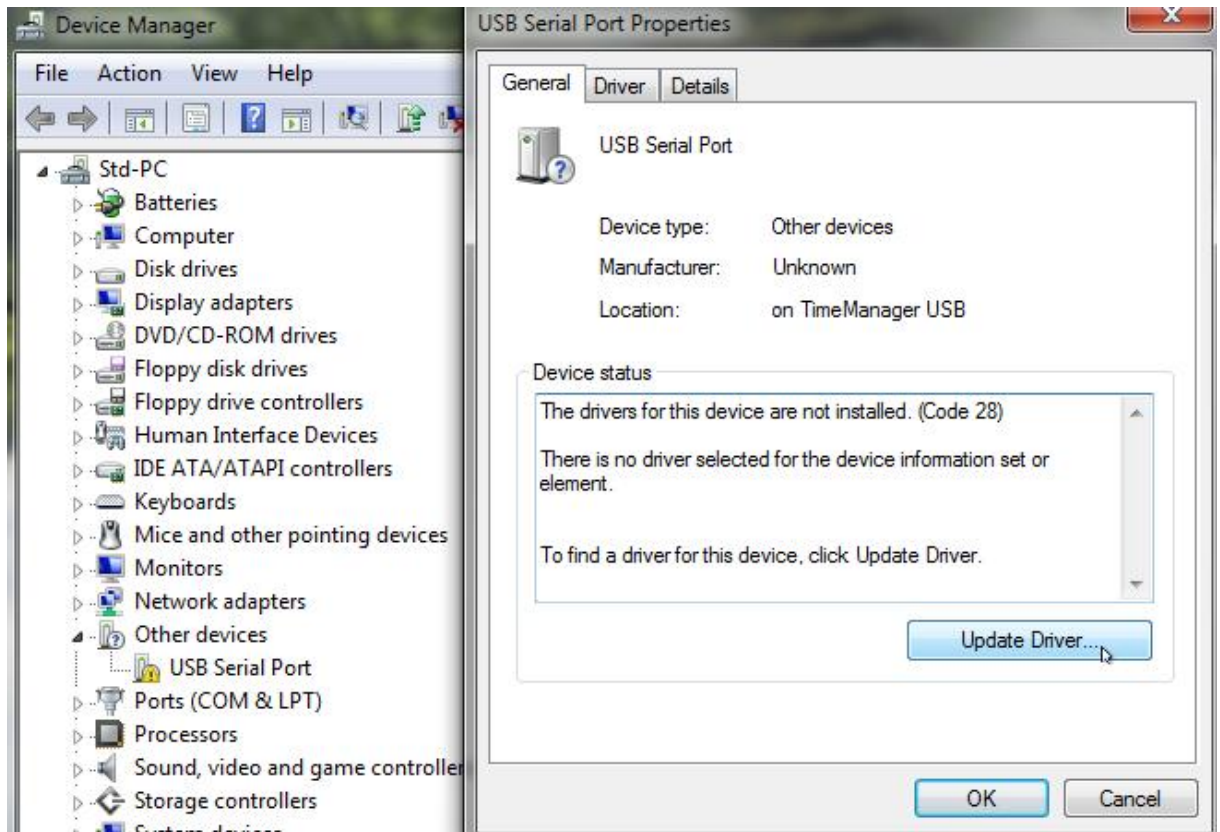 Device Manager
File Action View Help
Std-PC
Batteries
Computer
Disk drives
Display adapters
DVD/CD-ROM drives
Floppy disk drives
Floppy drive controllers
Human Interface Devices
IDE ATA/ATAPI controllers
Keyboards
Mice and other pointing devices
Monitors
Network adapters
Other devices
USB Serial Port
Ports (COM & LPT)
Processors
Sound, video and game controller
Storage controllers
System devices
USB Serial Port Properties
General Driver Details
USB Serial Port
Device type: Other devices
Manufacturer: Unknown
Location: on TimeManager USB
Device status
The drivers for this device are not installed. (Code 28)
There is no driver selected for the device information set or
element.
To find a driver for this device, click Update Driver.
Update Driver...
OK Cancel